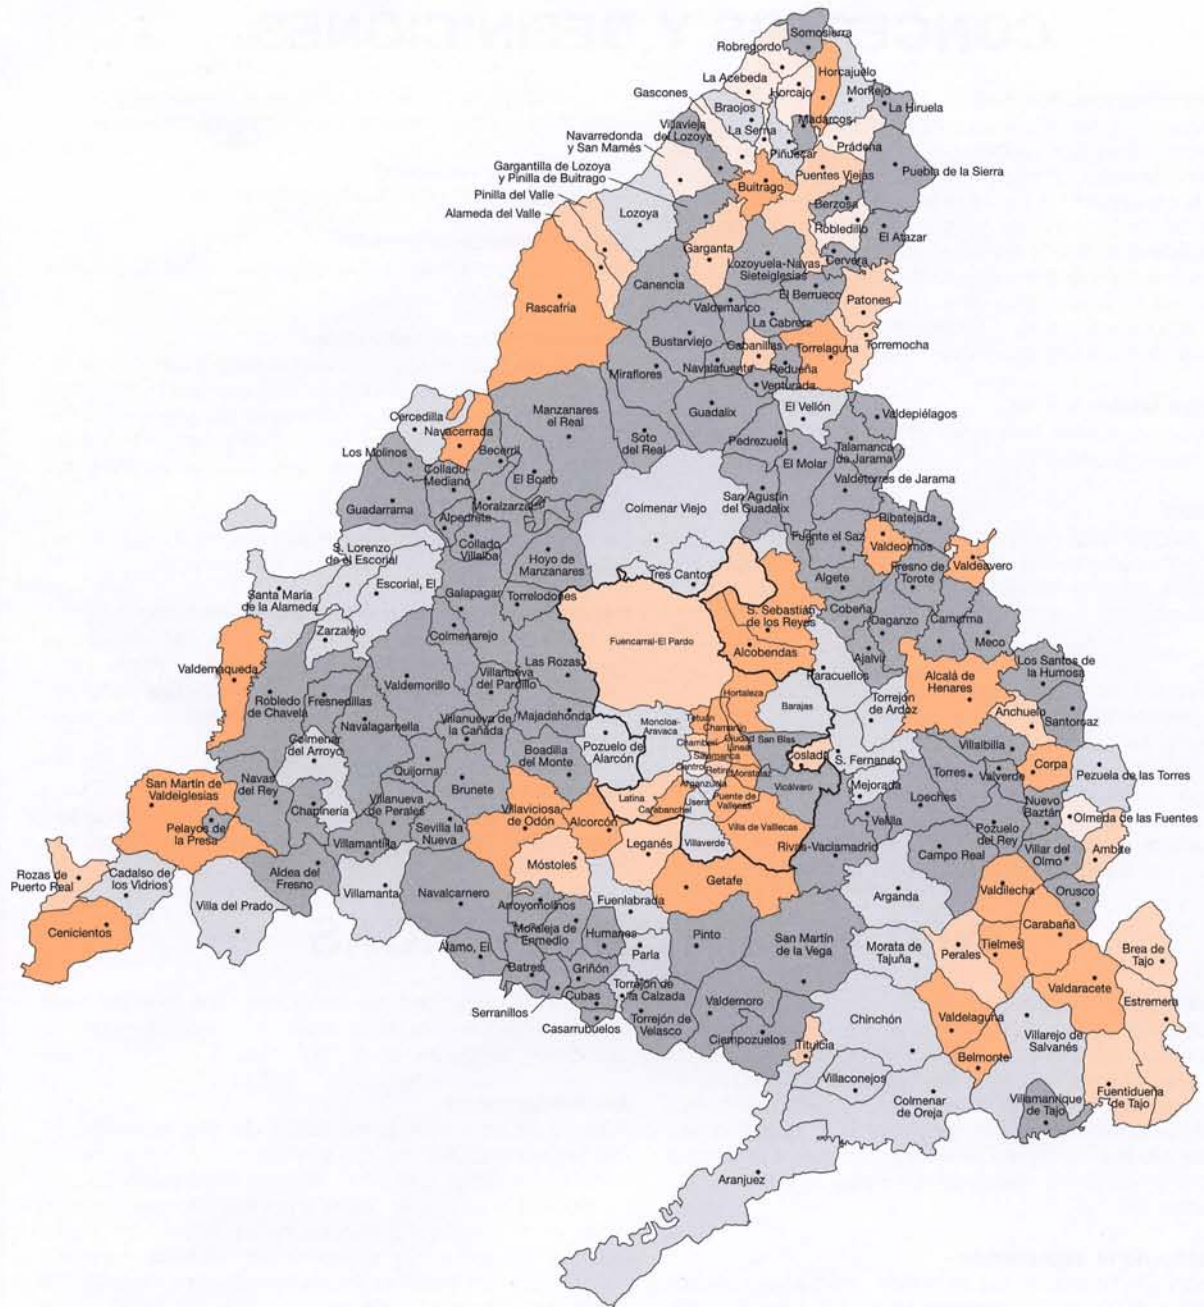 Somosierra
Robregordo
Horcajuelo
La Acebeda
Horcajo
Montejo
Gascones
Braojos
La Hiruela
Madarcos
Villavieja
del Lozoya
La Serna
Prádena
Navarredonda
y San Mamés
Piñuecar
Puebla de la Sierra
Gargantilla de Lozoya
y Pinilla de Buitrago
Puentes Viejas
Buitrago
Pinilla del Valle
Berzosa
Alameda del Valle
Lozoya
Robledillo
El Atazar
Garganta
Lozoyuela-Navas
Sieteiglesias
Cervera
Canencia
El Berrueco
Rascafría
Valdemanco
Patones
La Cabrera
Bustarviejo
Cabanillas
Torrelaguna
Torremocha
Navalafuente
Redueña
Miraflores
Venturada
Cercedilla
Manzanares
el Real
Guadalix
El Vellón
Valdepiélagos
Navacerrada
Soto
del Real
Pedrezuela
Talamanca
de Jarama
Los Molinos
Becerril
Collado
Mediano
El Boalo
El Molar
Valdetorres de Jarama
Guadarrama
Moralzarzal
Colmenar Viejo
San Agustín
del Guadalix
Alpedrete
Ribatejada
Collado
Villalba
Fuente el Saz
Valdeolmos
S. Lorenzo
de el Escorial
Hoyo de
Manzanares
Valdeavero
Fresno de
Torote
Tres Cantos
Escorial, El
Algete
Santa María
de la Alameda
Galapagar
Torrelodones
S. Sebastián
de los Reyes
Cobeña
Daganzo
Camarma
Zarzalejo
Colmenarejo
Fuencarral-El Pardo
Meco
Alcobendas
Ajalvir
Valdemaqueda
Las Rozas
Los Santos de
la Humosa
Paracuellos
Alcalá de
Henares
Robledo
de Chavela
Fresnedillas
Valdemorillo
Villanueva
del Pardillo
Hortaleza
Torrejón
de Ardoz
Anchuelo
Santorcaz
Barajas
Navalagamella
Villanueva de
la Cañada
Majadahonda
Moncloa-
Aravaca
Tetuán
Chamartín
Colmenar
del Arroyo
Pozuelo de
Alarcón
Chamberí
Ciudad
Lineal
San Blas
Coslada
S. Fernando
Villalbilla
Corpa
Boadilla
del Monte
Salamanca
Centro
Retiro
Moratalaz
Pezuela de las Torres
Quijorna
Torres
Valverde
San Martín de
Valdeiglesias
Navas
del Rey
Brunete
Arganzuela
Vicálvaro
Mejorada
Loeches
Nuevo
Baztán
Chapinería
Villanueva
de Perales
Villaviciosa
de Odón
Latina
Carabanchel
Usera
Puente de
Vallecas
Velilla
Olmeda de las Fuentes
Pelayos de
la Presa
Sevilla la
Nueva
Alcorcón
Villa de Vallecas
Pozuelo
del Rey
Villaverde
Villamantilla
Leganés
Rivas-Vaciamadrid
Campo Real
Villar del
Olmo
Ambite
Rozas de
Puerto Real
Aldea del
Fresno
Móstoles
Getafe
Cadalso de
los Vidrios
Villamanta
Navalcarnero
Arganda
Valdilecha
Orusco
Villa del Prado
Fuenlabrada
Arroyomolinos
Carabaña
Cenicientos
Moraleja de
Enmedio
Humanes
Pinto
San Martín
de la Vega
Morata de
Tajuña
Perales
Tielmes
Brea de
Tajo
Alamo, El
Parla
Batres
Griñón
Torrejón de
la Calzada
Valdaracete
Estremera
Cubas
Valdemoro
Serranillos
Casarrubuelos
Torrejón de
Velasco
Ciempozuelos
Chinchón
Valdelaguna
Villarejo de
Salvanés
Titulcia
Belmonte
Villaconejos
Colmenar
de Oreja
Villamanrique
de Tajo
Fuentidueña
de Tajo
Aranjuez